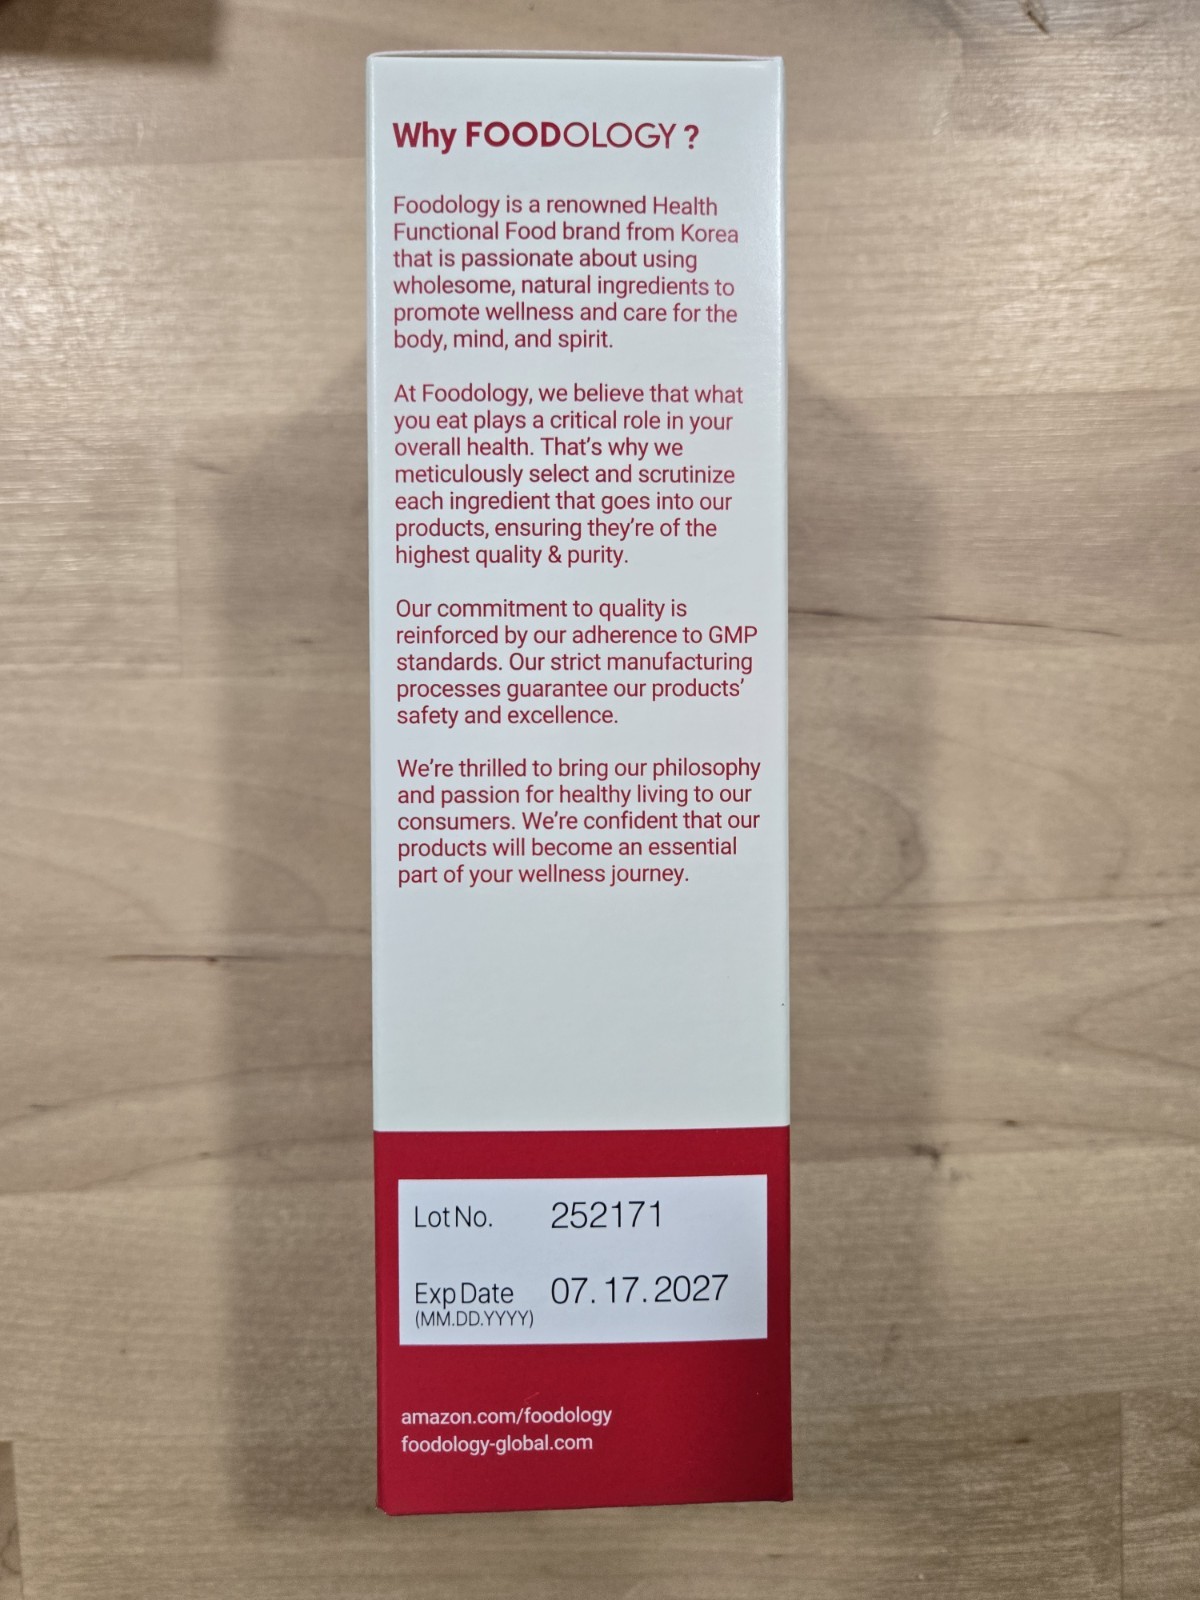 Why FOODOLOGY ?
Foodology is a renowned Health
Functional Food brand from Korea
that is passionate about using
wholesome, natural ingredients to
promote wellness and care for the
body, mind, and spirit.
At Foodology, we believe that what
you eat plays a critical role in your
overall health. That's why we
meticulously select and scrutinize
each ingredient that goes into our
products, ensuring they're of the
highest quality & purity.
Our commitment to quality is
reinforced by our adherence to GMP
standards. Our strict manufacturing
processes guarantee our products'
safety and excellence.
We're thrilled to bring our philosophy
and passion for healthy living to our
consumers. We're confident that our
products will become an essential
part of your wellness journey.
Lot No. 252171
Exp Date 07. 17. 2027
(MM.DD.YYYY)
amazon.com/foodology
foodology-global.com